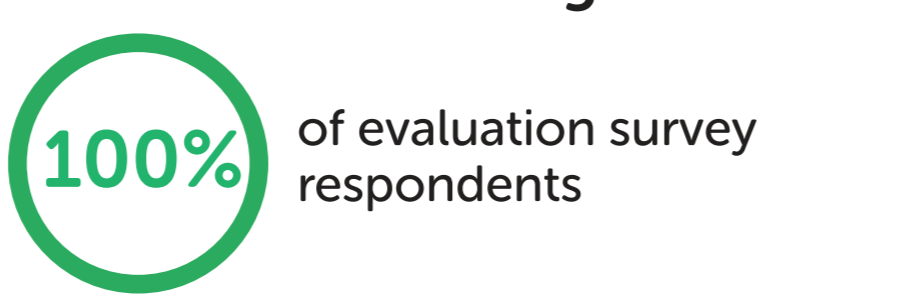 100%
of evaluation survey
respondents